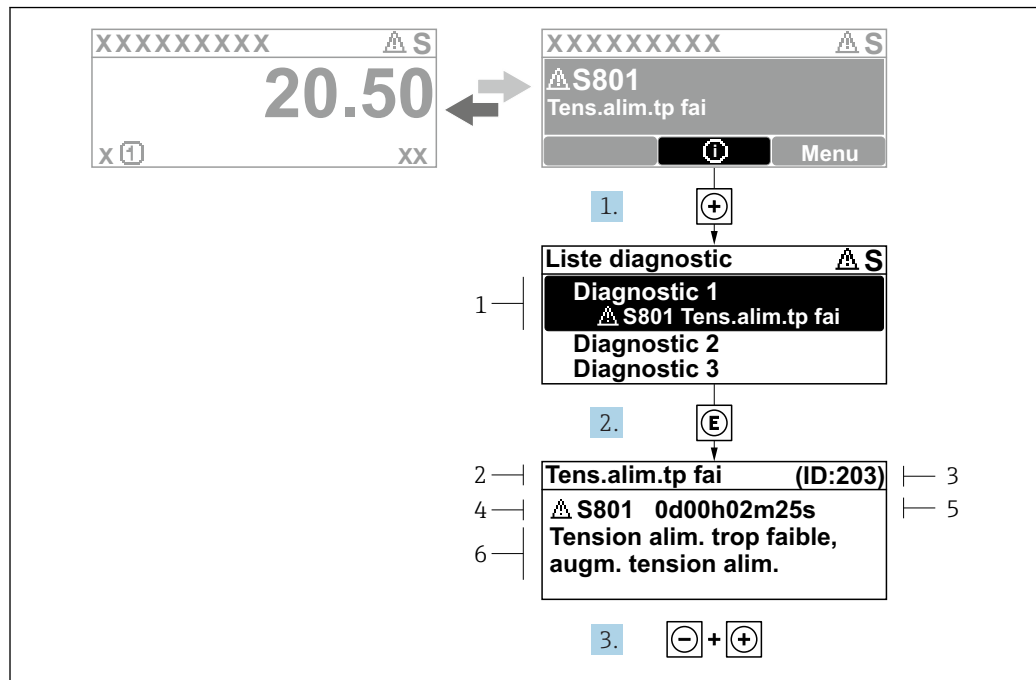 XXXXXXXXX ⚠ S
20.50
x ① xx
XXXXXXXXX ⚠ S
⚠ S801
Tens.alim.tp fai
ⓘ Menu
1. +
Liste diagnostic ⚠ S
1
Diagnostic 1
⚠ S801 Tens.alim.tp fai
Diagnostic 2
Diagnostic 3
2. E
2 Tens.alim.tp fai (ID:203) 3
4 ⚠ S801 0d00h02m25s 5
6
Tension alim. trop faible,
augm. tension alim.
3. − + +